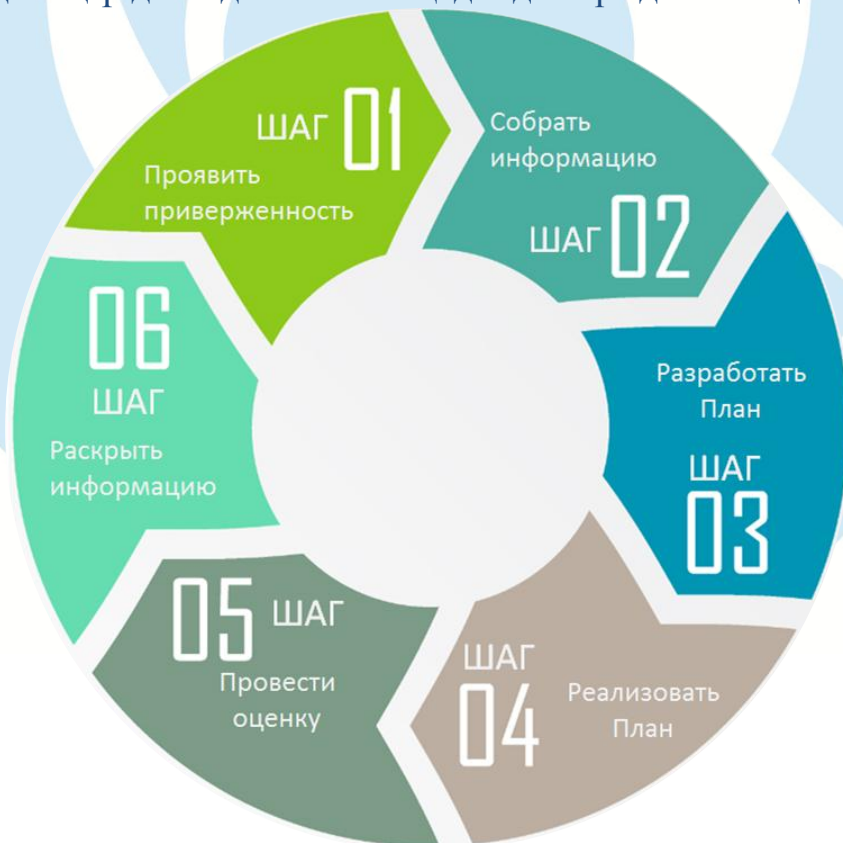 ШАГ 01
Проявить
приверженность
Собрать
информацию
ШАГ 02
Разработать
План
ШАГ
03
ШАГ
04
Реализовать
План
05 ШАГ
Провести
оценку
06
ШАГ
Раскрыть
информацию